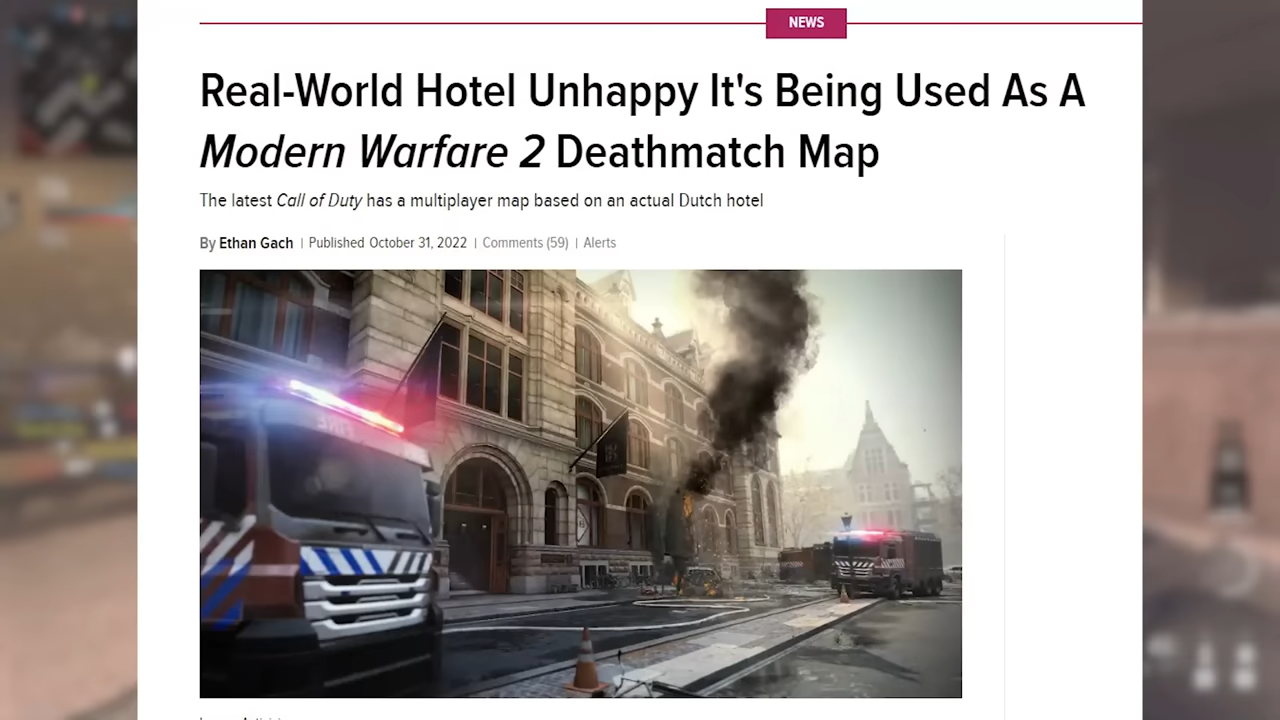 NEWS
Real-World Hotel Unhappy It's Being Used As A
Modern Warfare 2 Deathmatch Map
The latest Call of Duty has a multiplayer map based on an actual Dutch hotel
By Ethan Gach | Published October 31, 2022 | Comments (59) | Alerts